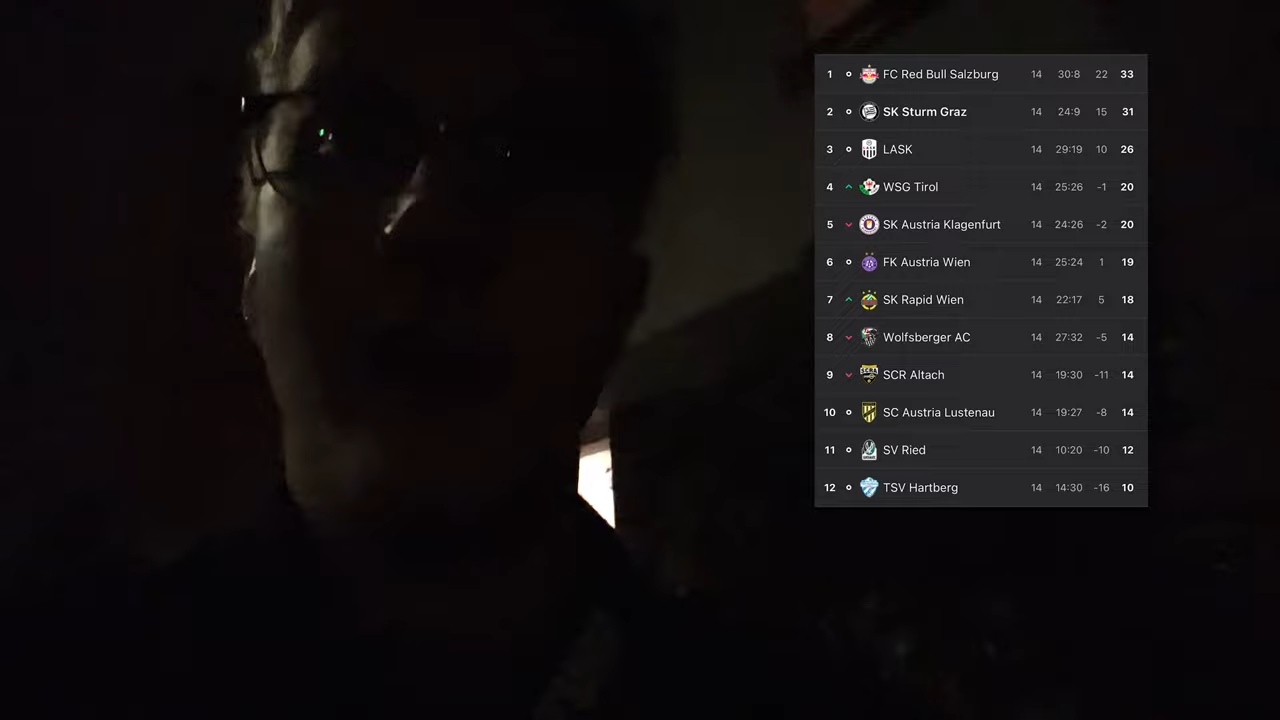 1 FC Red Bull Salzburg 14 30:8 22 33
2 SK Sturm Graz 14 24:9 15 31
3 LASK 14 29:19 10 26
4 WSG Tirol 14 25:26 -1 20
5 SK Austria Klagenfurt 14 24:26 -2 20
6 FK Austria Wien 14 25:24 1 19
7 SK Rapid Wien 14 22:17 5 18
8 Wolfsberger AC 14 27:32 -5 14
9 SCR Altach 14 19:30 -11 14
10 SC Austria Lustenau 14 19:27 -8 14
11 SV Ried 14 10:20 -10 12
12 TSV Hartberg 14 14:30 -16 10